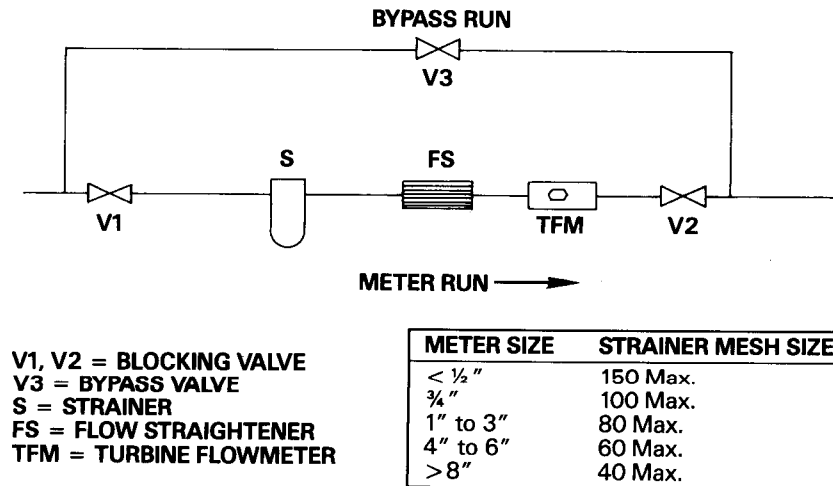 BYPASS RUN
V3
S FS
V1 TFM V2
METER RUN
V1, V2 = BLOCKING VALVE
V3 = BYPASS VALVE
S = STRAINER
FS = FLOW STRAIGHTENER
TFM = TURBINE FLOWMETER
METER SIZE STRAINER MESH SIZE
< ½″ 150 Max.
¾″ 100 Max.
1″ to 3″ 80 Max.
4″ to 6″ 60 Max.
>8″ 40 Max.